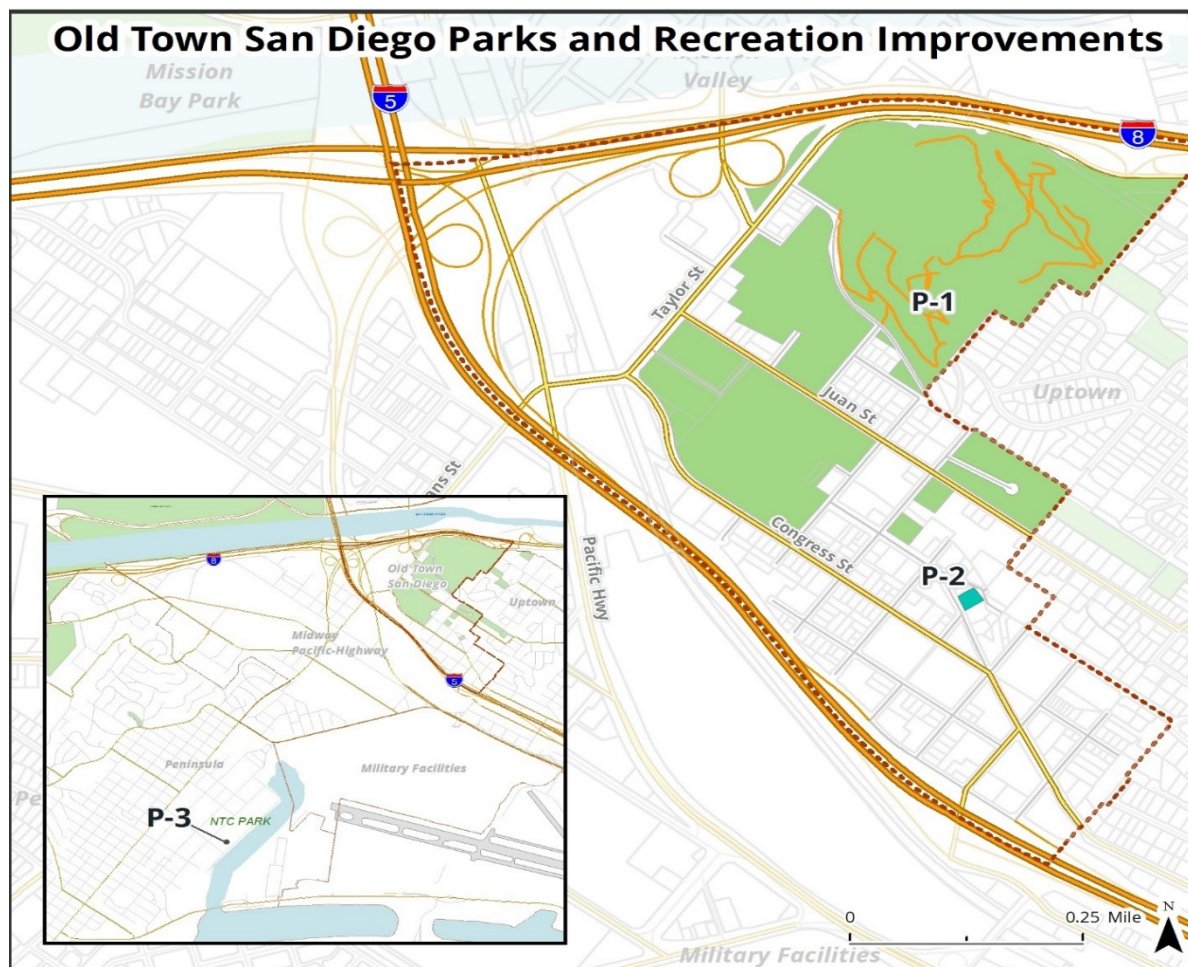 Old Town San Diego Parks and Recreation Improvements
Mission
Bay Park
Valley
5
8
Taylor St
P-1
Uptown
Juan St
Congress St
P-2
Pacific Hwy
0
0.25 Mile
N
Military Facilities
8
Old Town
San Diego
Uptown
Midway
Pacific-Highway
5
Peninsula
Military Facilities
P-3
NTC PARK